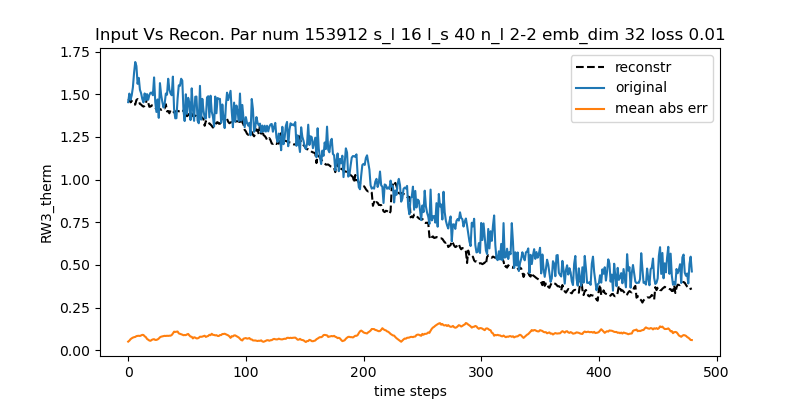 Input Vs Recon. Par num 153912 s_l 16 l_s 40 n_l 2-2 emb_dim 32 loss 0.01
1.75
1.50
1.25
1.00
0.75
0.50
0.25
0.00
RW3_therm
reconstr
original
mean abs err
0
100
200
300
400
500
time steps